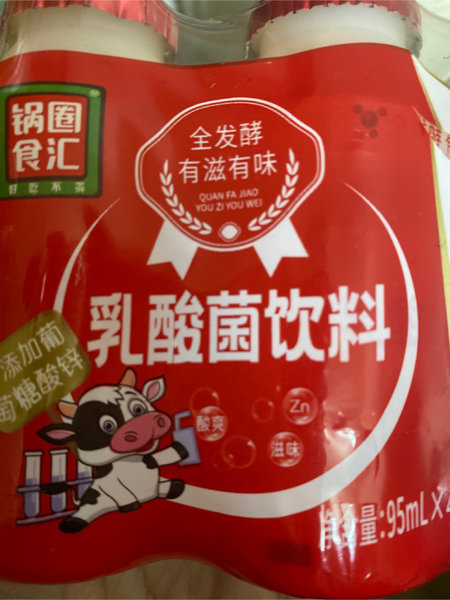 锅圈
食汇
好吃不贵
全发酵
有滋有味
QUAN FA JIAO
YOU ZI YOU WEI
乳酸菌饮料
添加葡
萄糖酸锌
酸爽
Zn
滋味
净含量:95mL×